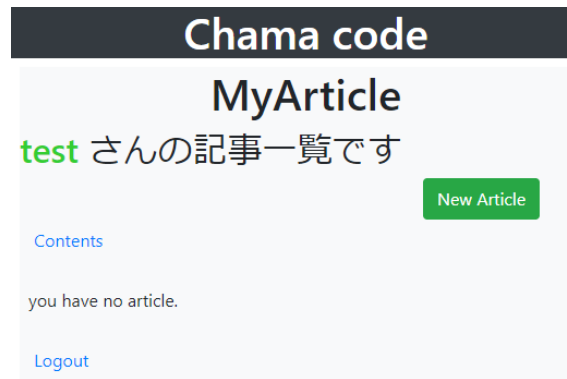 Chama code
MyArticle
test さんの記事一覧です
New Article
Contents
you have no article.
Logout